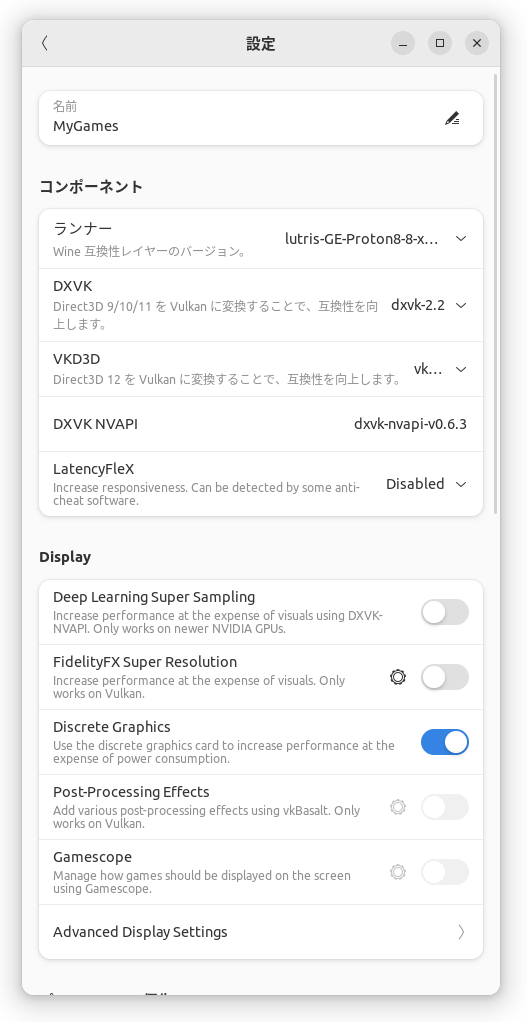 設定
名前
MyGames
コンポーネント
ランナー
Wine 互換性レイヤーのバージョン。
lutris-GE-Proton8-8-x…
DXVK
Direct3D 9/10/11 を Vulkan に変換することで、互換性を向
上します。
dxvk-2.2
VKD3D
Direct3D 12 を Vulkan に変換することで、互換性を向上します。
vk…
DXVK NVAPI
dxvk-nvapi-v0.6.3
LatencyFleX
Increase responsiveness. Can be detected by some anti-
cheat software.
Disabled
Display
Deep Learning Super Sampling
Increase performance at the expense of visuals using DXVK-
NVAPI. Only works on newer NVIDIA GPUs.
FidelityFX Super Resolution
Increase performance at the expense of visuals. Only
works on Vulkan.
Discrete Graphics
Use the discrete graphics card to increase performance at the
expense of power consumption.
Post-Processing Effects
Add various post-processing effects using vkBasalt. Only
works on Vulkan.
Gamescope
Manage how games should be displayed on the screen
using Gamescope.
Advanced Display Settings